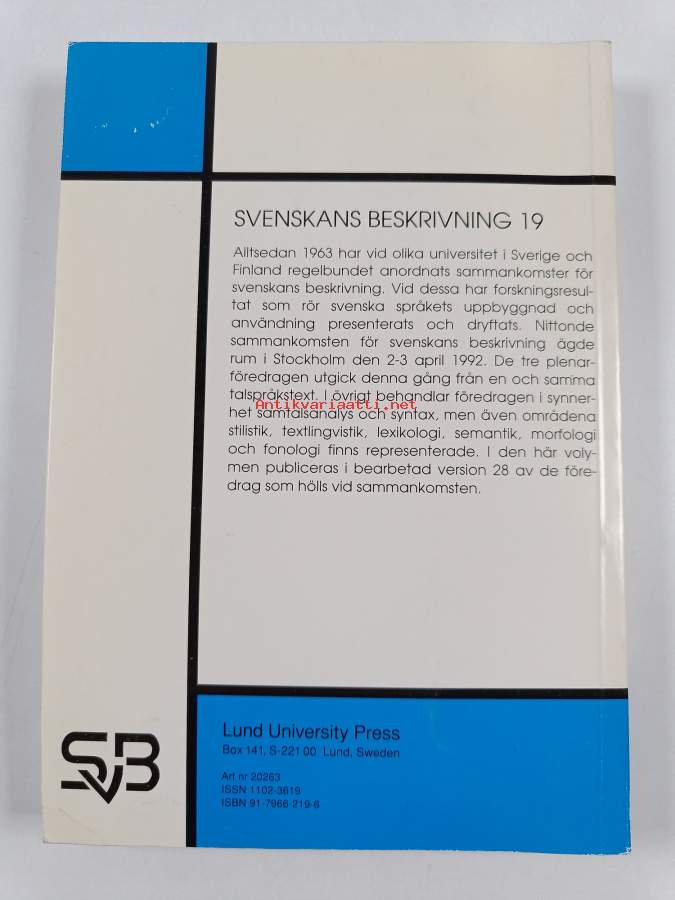 SVENSKANS BESKRIVNING 19
Alltsedan 1963 har vid olika universitet i Sverige och
Finland regelbundet anordnats sammankomster för
svenskans beskrivning. Vid dessa har forskningsresul-
tat som rör svenska språkets uppbyggnad och
användning presenterats och dryftats. Nittonde
sammankomsten för svenskans beskrivning ägde
rum i Stockholm den 2-3 april 1992. De tre plenar-
föredragen utgick denna gång från en och samma
talspråkstext. I övrigt behandlar föredragen i synner-
Antikvariaatti.net
het samtalsanalys och syntax, men även områdena
stilistik, textlingvistik, lexikologi, semantik, morfologi
och fonologi finns representerade. I den här voly-
men publiceras i bearbetad version 28 av de före-
drag som hölls vid sammankomsten.
SVB
Lund University Press
Box 141, S-221 00 Lund, Sweden
Art nr 20263
ISSN 1102-3619
ISBN 91-7966-219-6